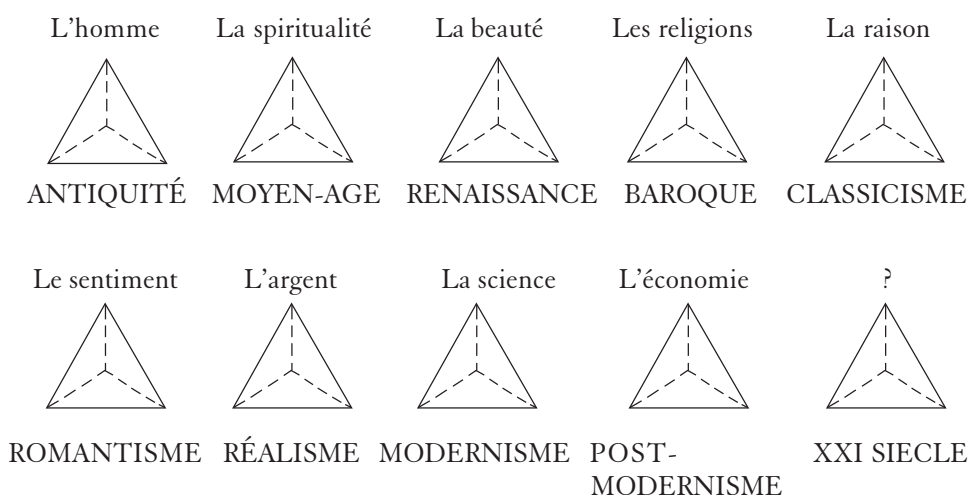 L'homme La spiritualité La beauté Les religions La raison
ANTIQUITÉ MOYEN-AGE RENAISSANCE BAROQUE CLASSICISME
Le sentiment L'argent La science L'économie ?
ROMANTISME RÉALISME MODERNISME POST- XXI SIECLE
MODERNISME